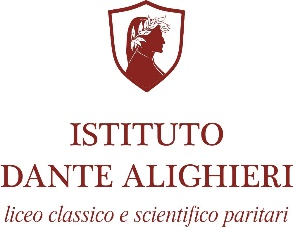 ISTITUTO
DANTE ALIGHIERI
liceo classico e scientifico paritari